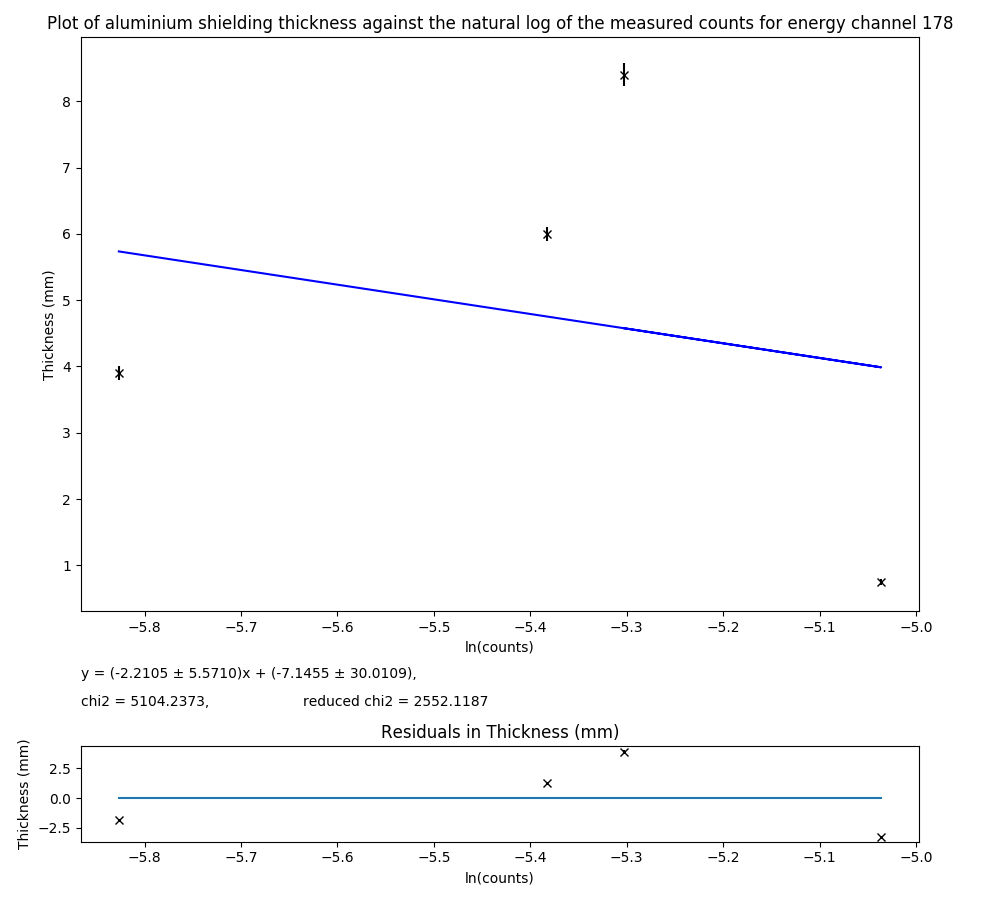 Plot of aluminium shielding thickness against the natural log of the measured counts for energy channel 178
8
7
6
5
4
3
2
1
Thickness (mm)
−5.8 −5.7 −5.6 −5.5 −5.4 −5.3 −5.2 −5.1 −5.0
ln(counts)
y = (-2.2105 ± 5.5710)x + (-7.1455 ± 30.0109),
chi2 = 5104.2373, reduced chi2 = 2552.1187
Residuals in Thickness (mm)
2.5
0.0
−2.5
Thickness (mm)
−5.8 −5.7 −5.6 −5.5 −5.4 −5.3 −5.2 −5.1 −5.0
ln(counts)